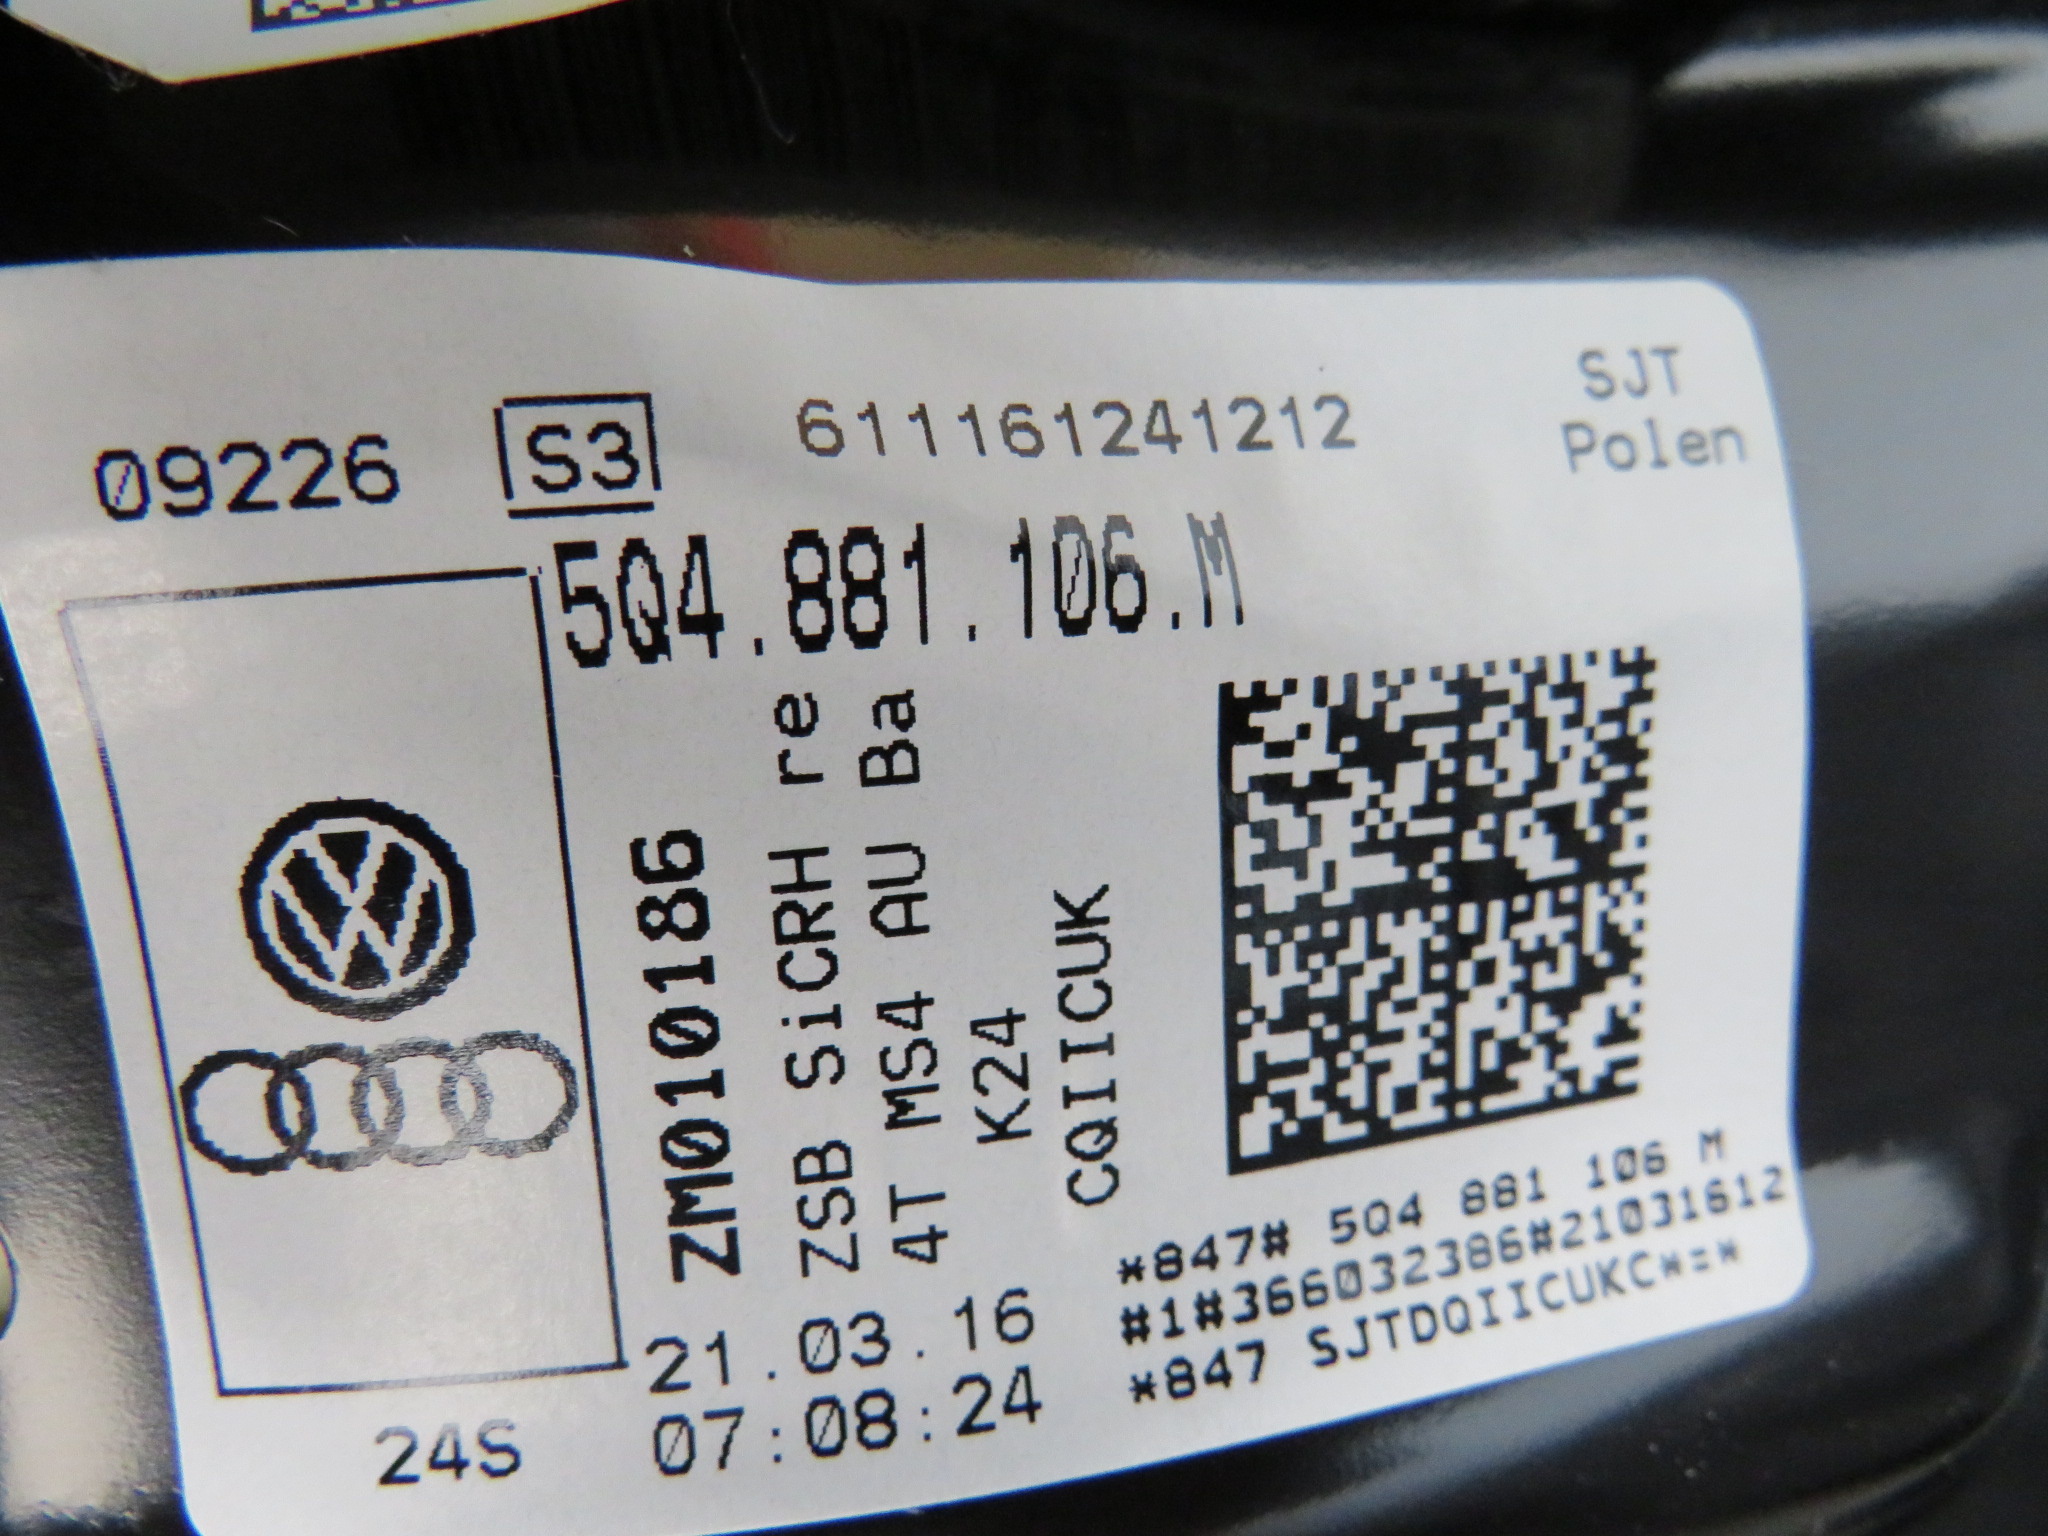 09226
S3
611161241212
SJT
Polen
5Q4.881.106.M
ZM010186
ZSB SiCRH re
4T MS4 AU Ba
K24
CQIICUK
*847# 5Q4 881 106 M
#1#366032386#21031612
*847 SJTDQIICUKC*=*
21.03.16
07:08:24
24S